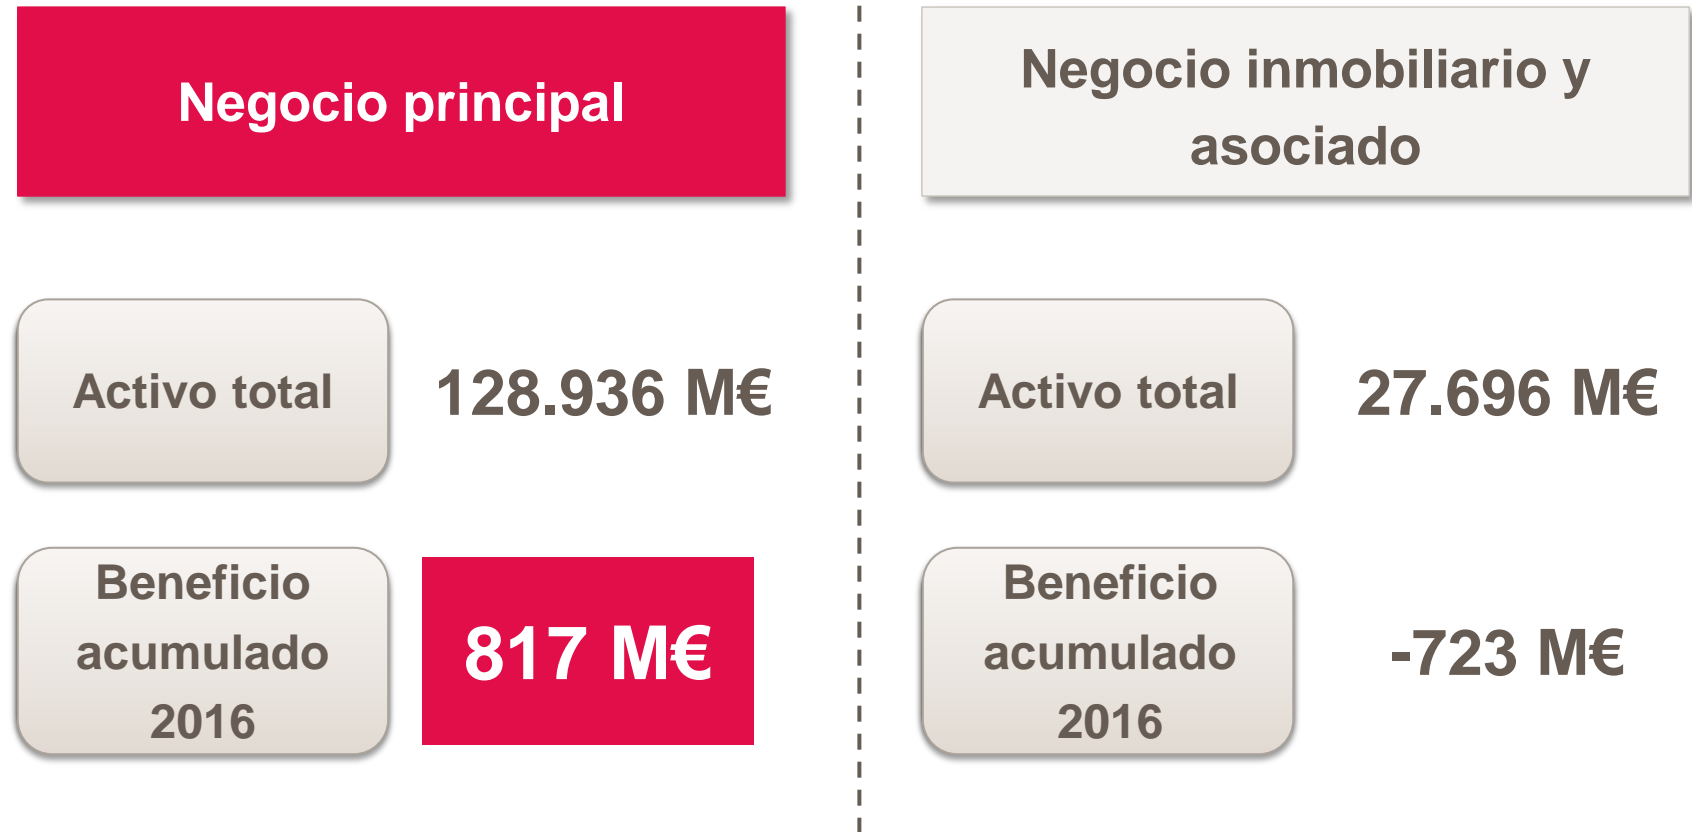 Negocio principal
Activo total
128.936 M€
Beneficio
acumulado
2016
817 M€
Negocio inmobiliario y
asociado
Activo total
27.696 M€
Beneficio
acumulado
2016
-723 M€